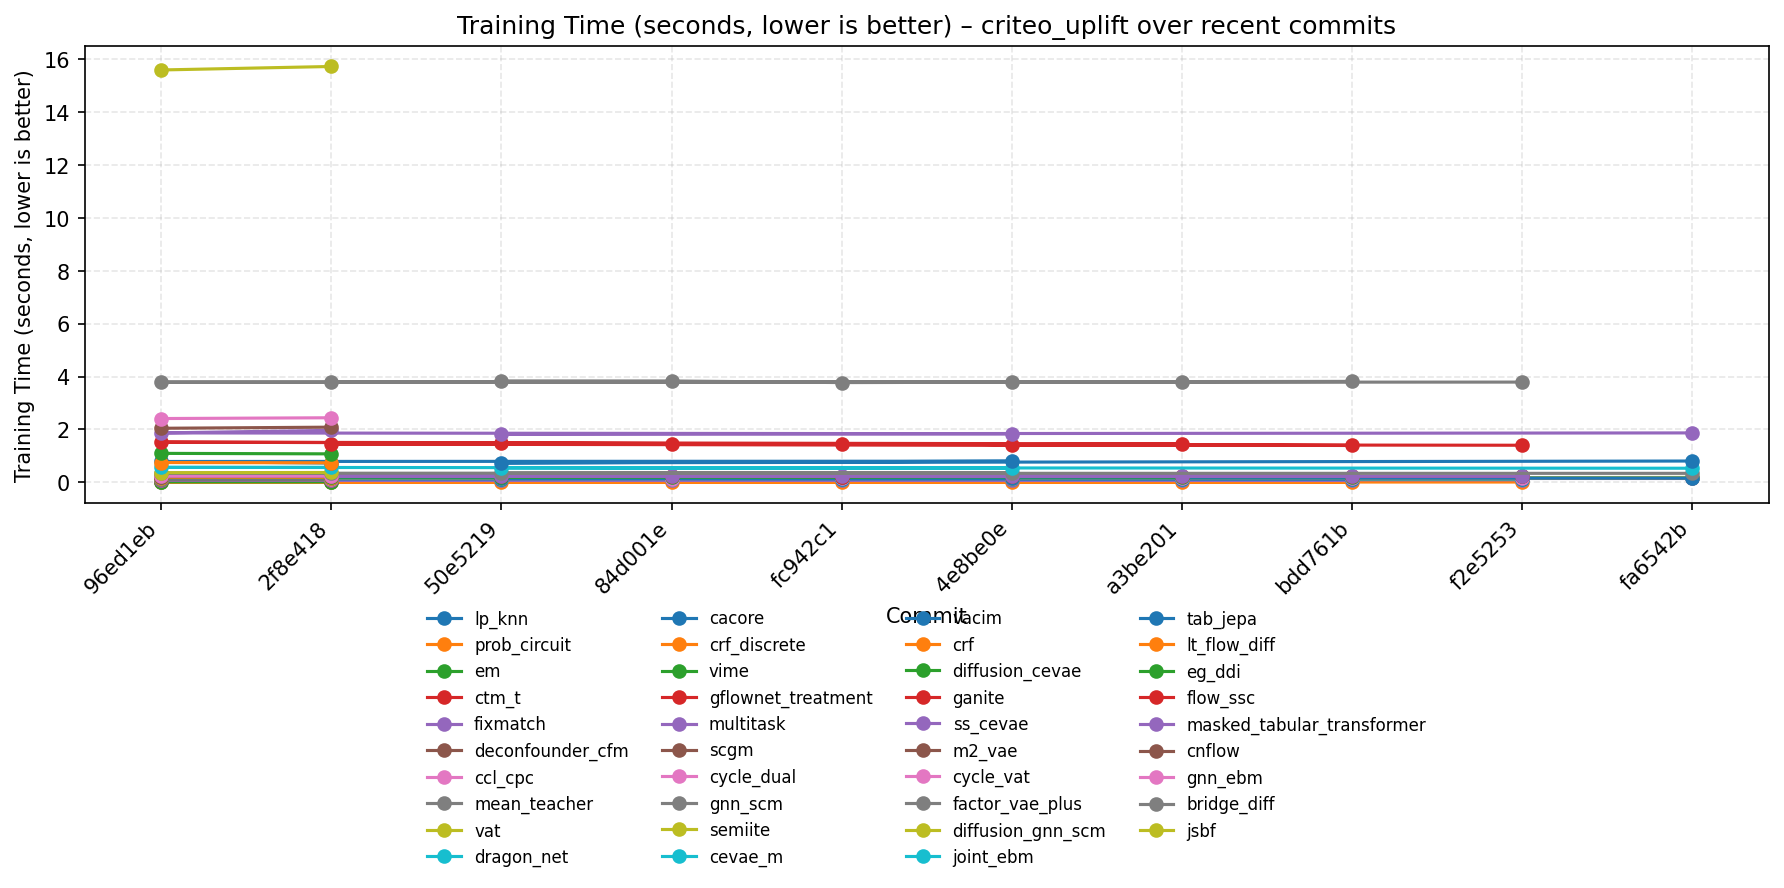 Training Time (seconds, lower is better) – criteo_uplift over recent commits
Training Time (seconds, lower is better)
16
14
12
10
8
6
4
2
0
96ed1eb
2f8e418
50e5219
84d001e
fc942c1
4e8be0e
a3be201
bdd761b
f2e5253
fa6542b
Commit
lp_knn
prob_circuit
em
ctm_t
fixmatch
deconfounder_cfm
ccl_cpc
mean_teacher
vat
dragon_net
cacore
crf_discrete
vime
gflownet_treatment
multitask
scgm
cycle_dual
gnn_scm
semiite
cevae_m
vacim
crf
diffusion_cevae
ganite
ss_cevae
m2_vae
cycle_vat
factor_vae_plus
diffusion_gnn_scm
joint_ebm
tab_jepa
lt_flow_diff
eg_ddi
flow_ssc
masked_tabular_transformer
cnflow
gnn_ebm
bridge_diff
jsbf